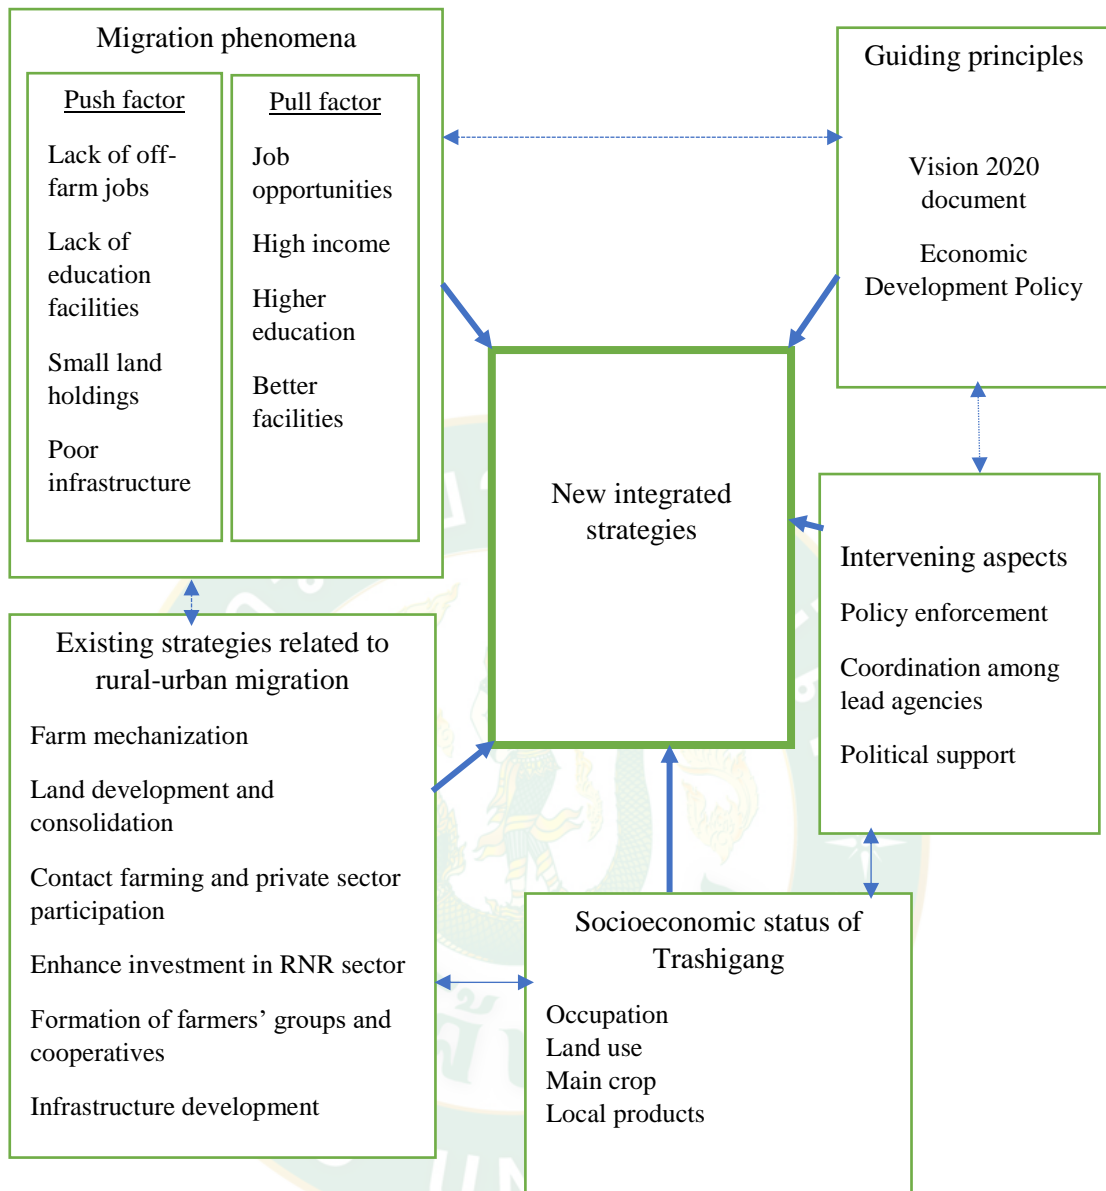 Migration phenomena
Push factor
Lack of off-
farm jobs
Lack of
education
facilities
Small land
holdings
Poor
infrastructure
Pull factor
Job
opportunities
High income
Higher
education
Better
facilities
Guiding principles
Vision 2020
document
Economic
Development Policy
New integrated
strategies
Intervening aspects
Policy enforcement
Coordination among
lead agencies
Political support
Existing strategies related to
rural-urban migration
Farm mechanization
Land development and
consolidation
Contact farming and private sector
participation
Enhance investment in RNR sector
Formation of farmers’ groups and
cooperatives
Infrastructure development
Socioeconomic status of
Trashigang
Occupation
Land use
Main crop
Local products